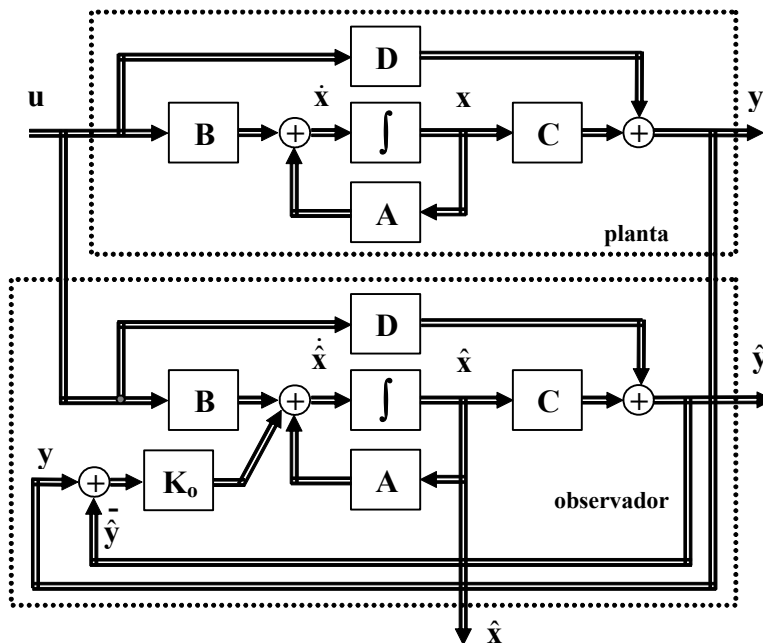 D
u
ẋ
x
y
B
+
∫
C
+
A
planta
D
x̂̇
x̂
ŷ
B
+
∫
C
+
y
+
Kₒ
A
observador
-
ŷ
x̂